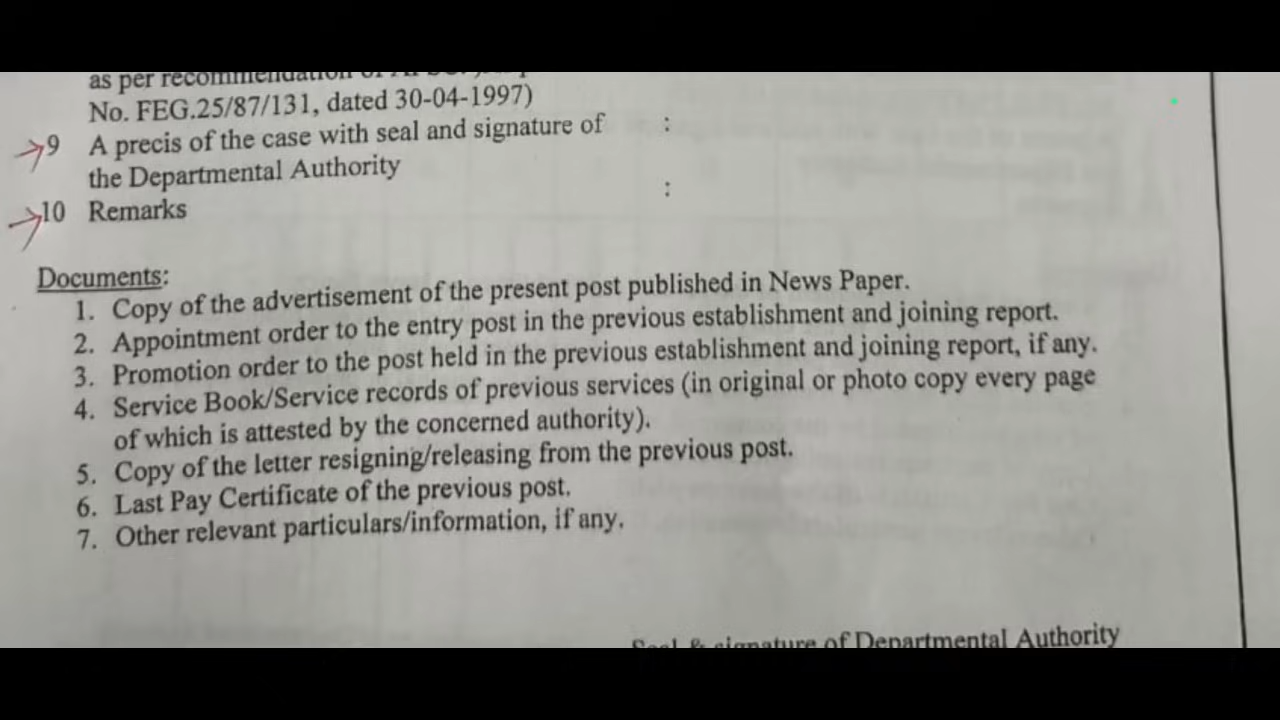 as per recommendation of
No. FEG.25/87/131, dated 30-04-1997)
9 A precis of the case with seal and signature of :
the Departmental Authority
10 Remarks :
Documents:
1. Copy of the advertisement of the present post published in News Paper.
2. Appointment order to the entry post in the previous establishment and joining report.
3. Promotion order to the post held in the previous establishment and joining report, if any.
4. Service Book/Service records of previous services (in original or photo copy every page
of which is attested by the concerned authority).
5. Copy of the letter resigning/releasing from the previous post.
6. Last Pay Certificate of the previous post.
7. Other relevant particulars/information, if any.
Seal & signature of Departmental Authority